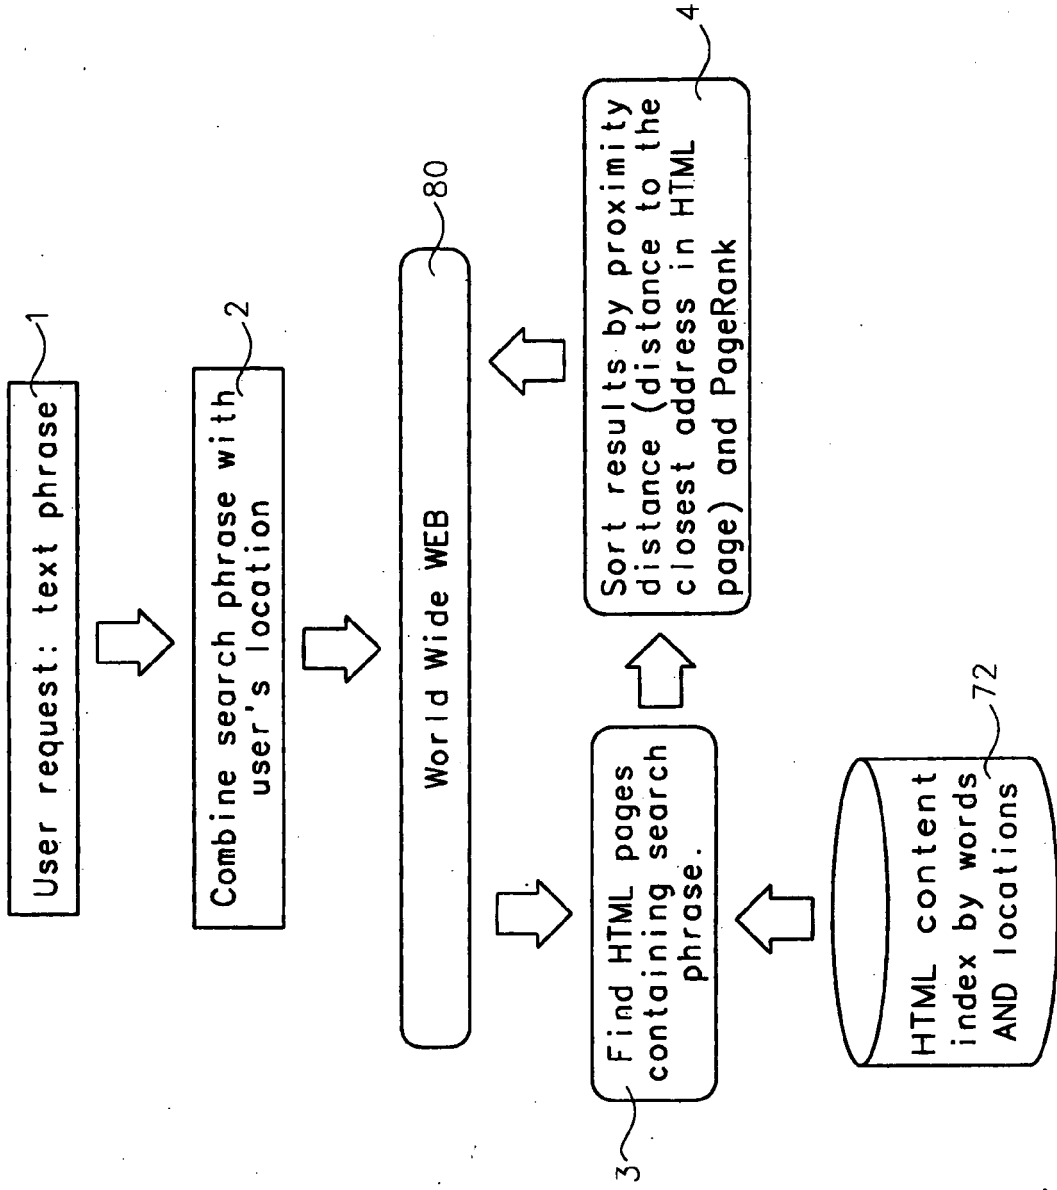 User request: text phrase
1
Combine search phrase with
user's location
2
World Wide WEB
80
Find HTML pages
containing search
phrase.
3
Sort results by proximity
distance (distance to the
closest address in HTML
page) and PageRank
4
HTML content
index by words
AND locations
72